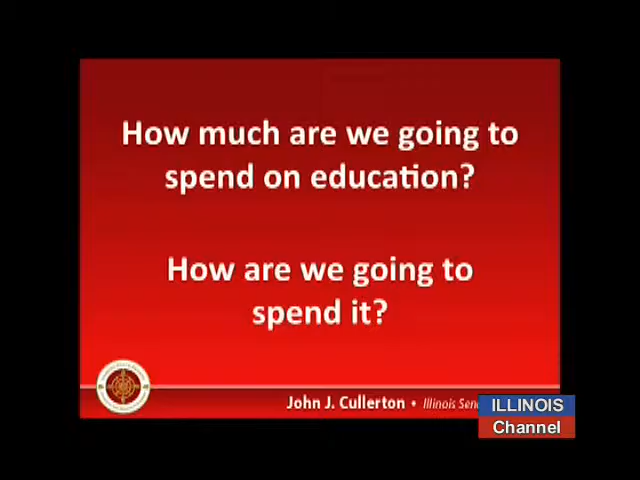 How much are we going to
spend on education?
How are we going to
spend it?
John J. Cullerton • Illinois
ILLINOIS
Channel